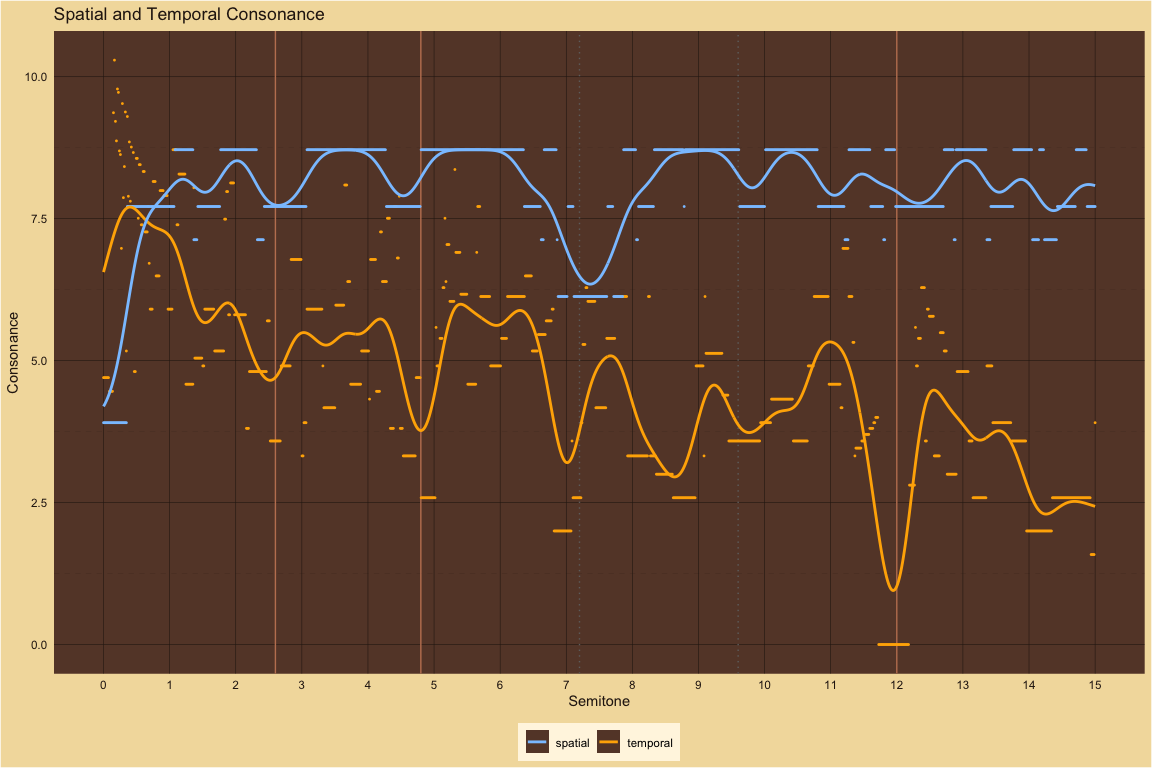 Spatial and Temporal Consonance
Consonance
10.0
7.5
5.0
2.5
0.0
0 1 2 3 4 5 6 7 8 9 10 11 12 13 14 15
Semitone
spatial temporal